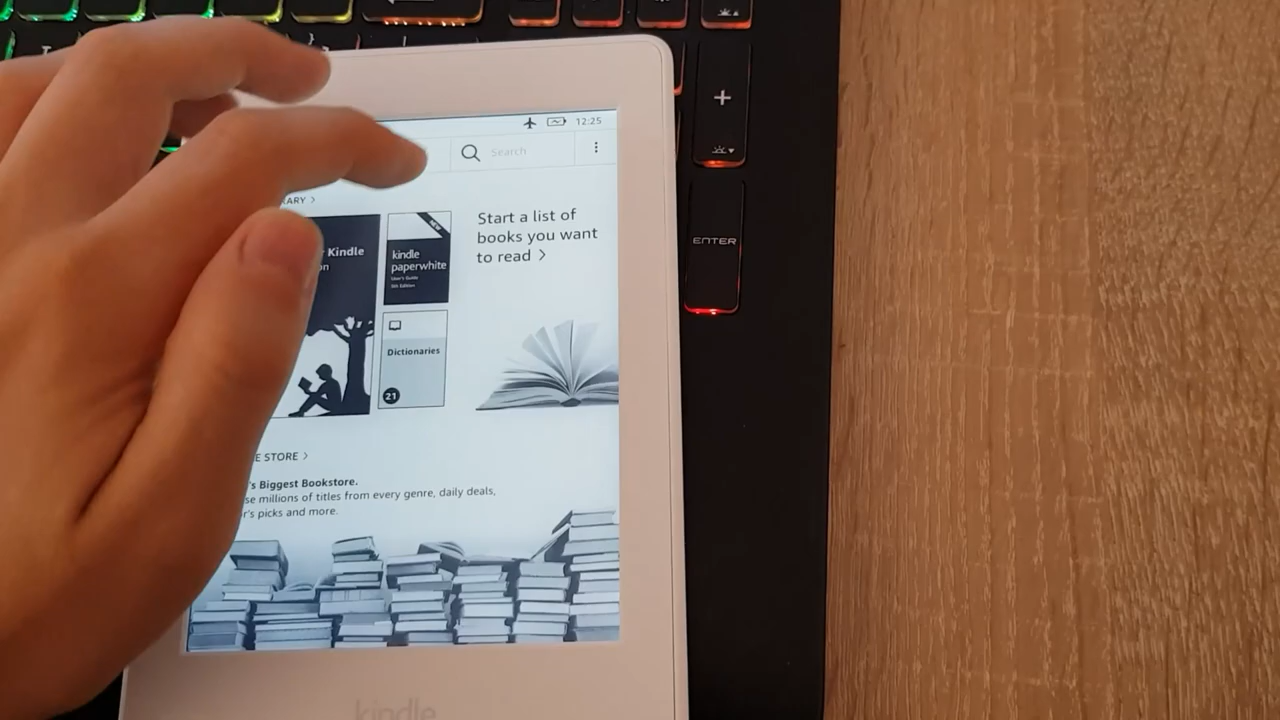 12:25
Search
ARY >
Start a list of
books you want
to read >
r Kindle
on
NEW
kindle
paperwhite
User's Guide
5th Edition
Dictionaries
21
E STORE >
's Biggest Bookstore.
se millions of titles from every genre, daily deals,
r's picks and more.
kindle
+
ENTER